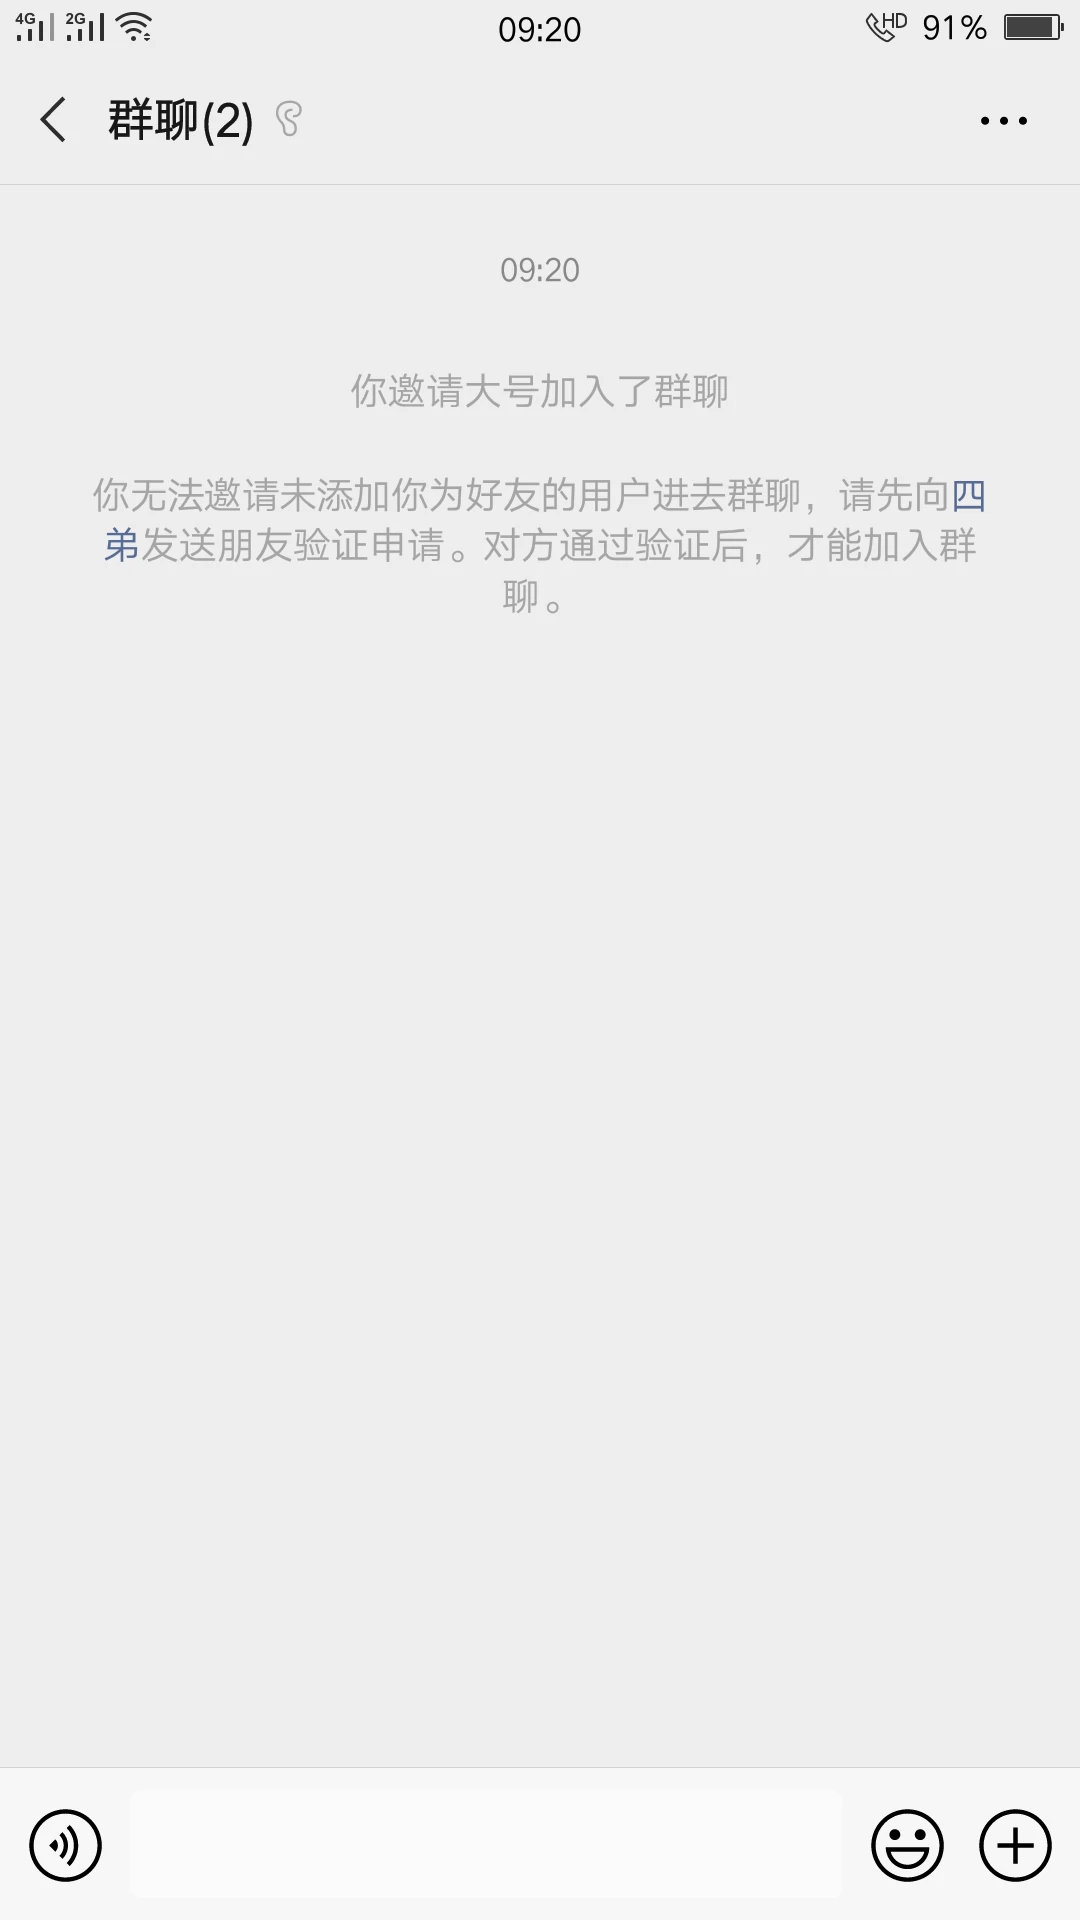 4G 2G 09:20 HD 91%
群聊(2)
09:20
你邀请大号加入了群聊
你无法邀请未添加你为好友的用户进去群聊，请先向四
弟发送朋友验证申请。对方通过验证后，才能加入群
聊。